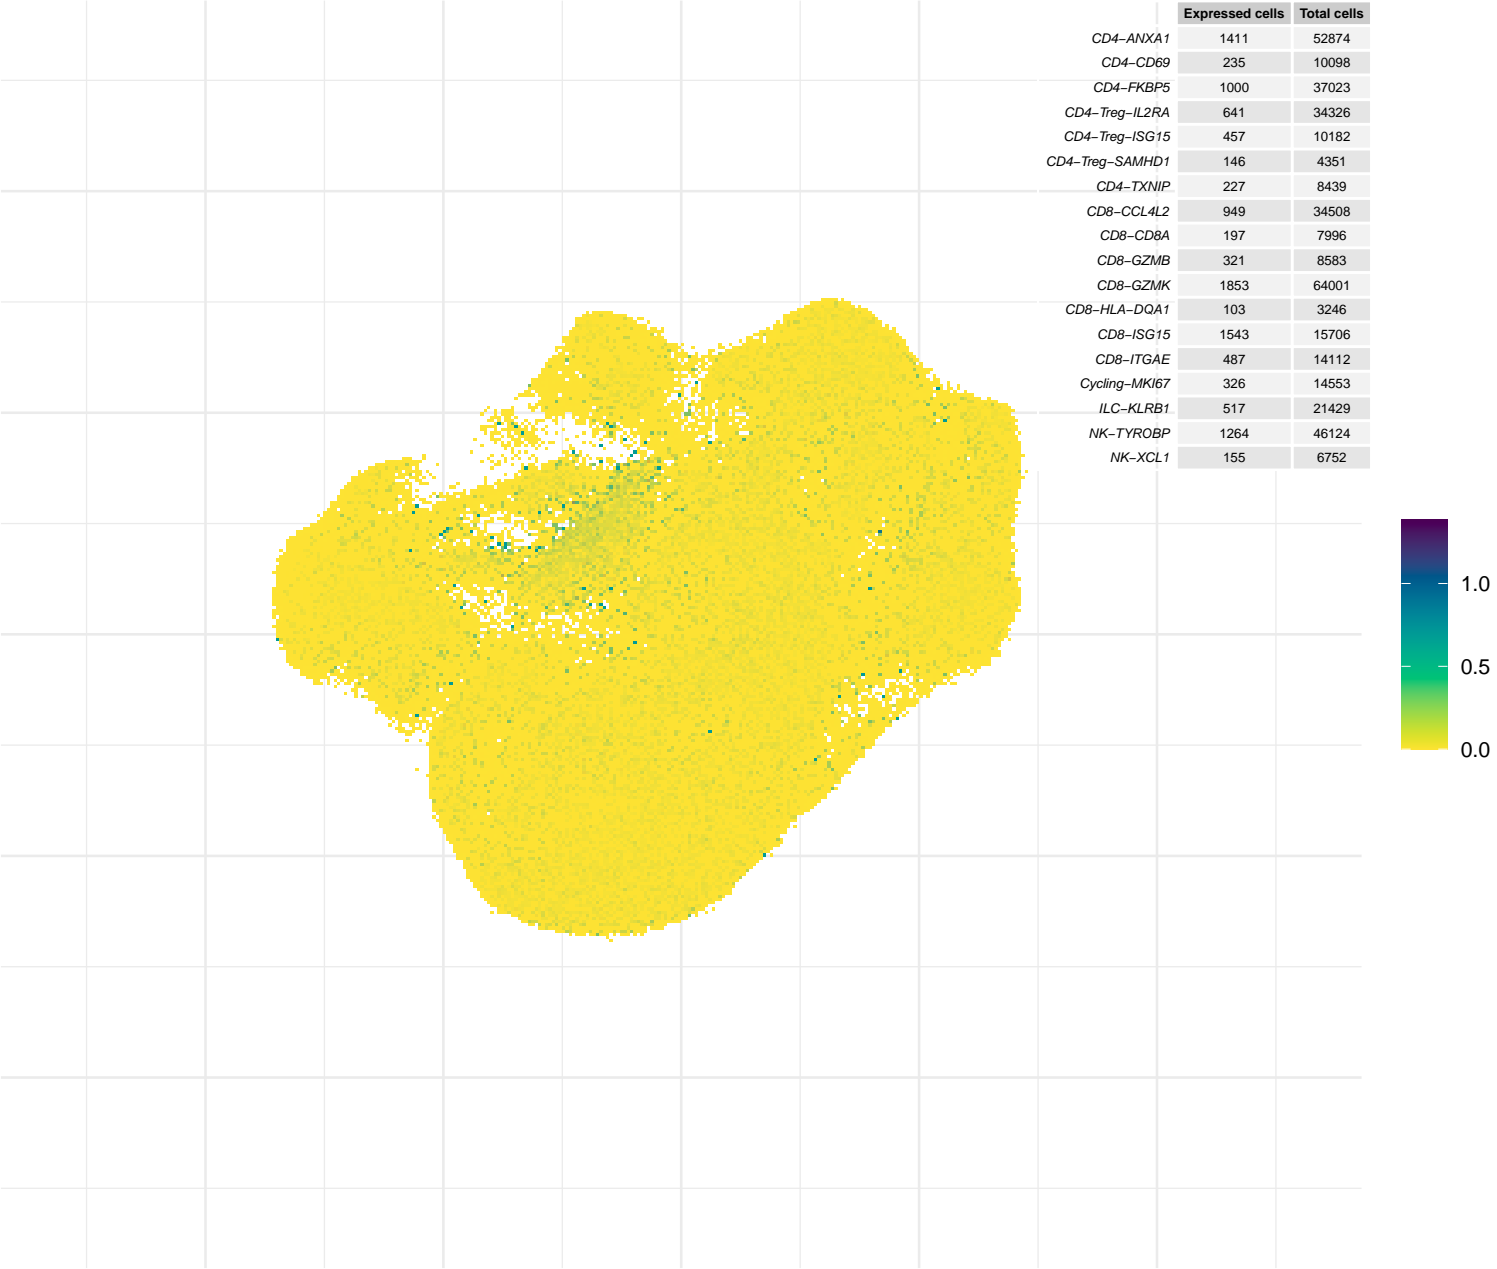 Expressed cells Total cells
CD4−ANXA1 1411 52874
CD4−CD69 235 10098
CD4−FKBP5 1000 37023
CD4−Treg−IL2RA 641 34326
CD4−Treg−ISG15 457 10182
CD4−Treg−SAMHD1 146 4351
CD4−TXNIP 227 8439
CD8−CCL4L2 949 34508
CD8−CD8A 197 7996
CD8−GZMB 321 8583
CD8−GZMK 1853 64001
CD8−HLA−DQA1 103 3246
CD8−ISG15 1543 15706
CD8−ITGAE 487 14112
Cycling−MKI67 326 14553
ILC−KLRB1 517 21429
NK−TYROBP 1264 46124
NK−XCL1 155 6752
1.0
0.5
0.0